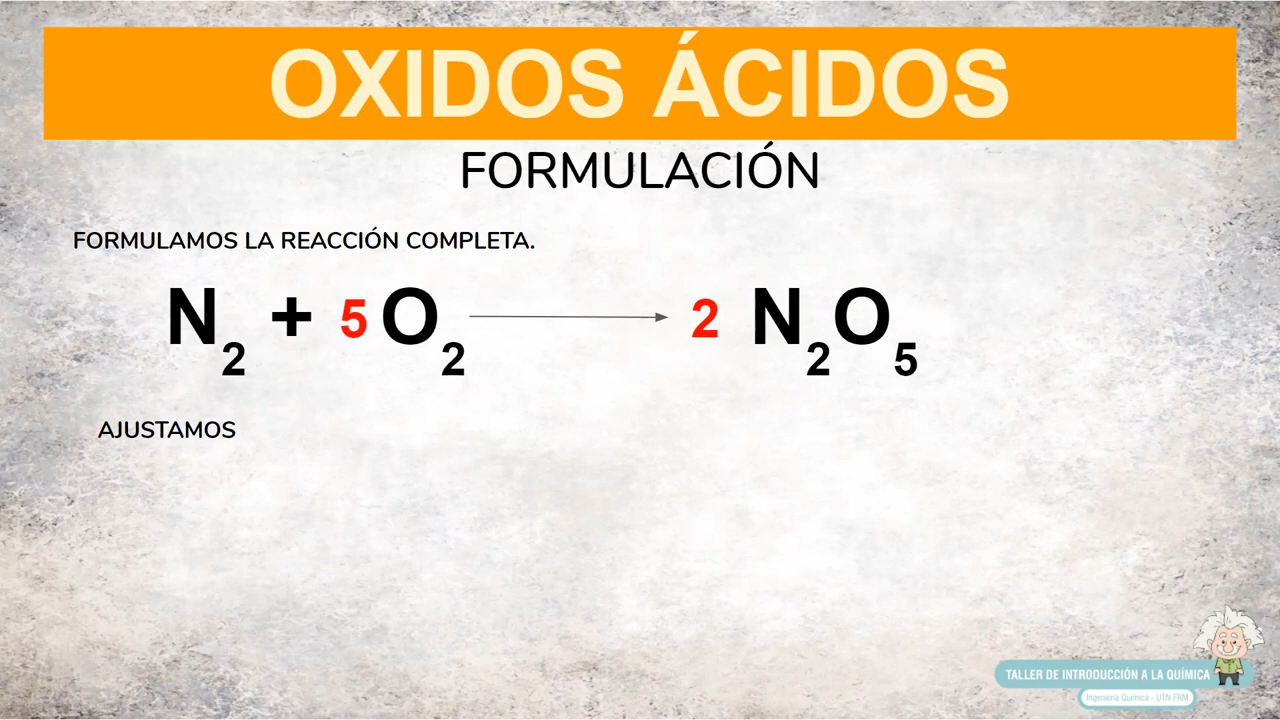 OXIDOS ÁCIDOS
FORMULACIÓN
FORMULAMOS LA REACCIÓN COMPLETA.
N₂ + 5 O₂ → 2 N₂O₅
AJUSTAMOS
TALLER DE INTRODUCCIÓN A LA QUÍMICA
Ingeniería Química - UTN FRM